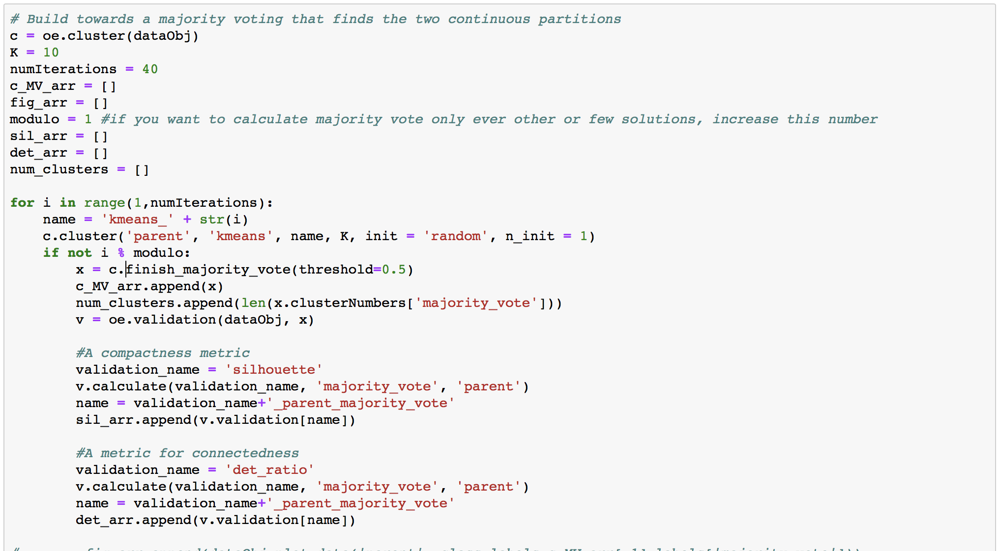 # Build towards a majority voting that finds the two continuous partitions
c = oe.cluster(dataObj)
K = 10
numIterations = 40
c_MV_arr = []
fig_arr = []
modulo = 1 #if you want to calculate majority vote only ever other or few solutions, increase this number
sil_arr = []
det_arr = []
num_clusters = []

for i in range(1,numIterations):
    name = 'kmeans_' + str(i)
    c.cluster('parent', 'kmeans', name, K, init = 'random', n_init = 1)
    if not i % modulo:
        x = c.finish_majority_vote(threshold=0.5)
        c_MV_arr.append(x)
        num_clusters.append(len(x.clusterNumbers['majority_vote']))
        v = oe.validation(dataObj, x)

        #A compactness metric
        validation_name = 'silhouette'
        v.calculate(validation_name, 'majority_vote', 'parent')
        name = validation_name+'_parent_majority_vote'
        sil_arr.append(v.validation[name])

        #A metric for connectedness
        validation_name = 'det_ratio'
        v.calculate(validation_name, 'majority_vote', 'parent')
        name = validation_name+'_parent_majority_vote'
        det_arr.append(v.validation[name])